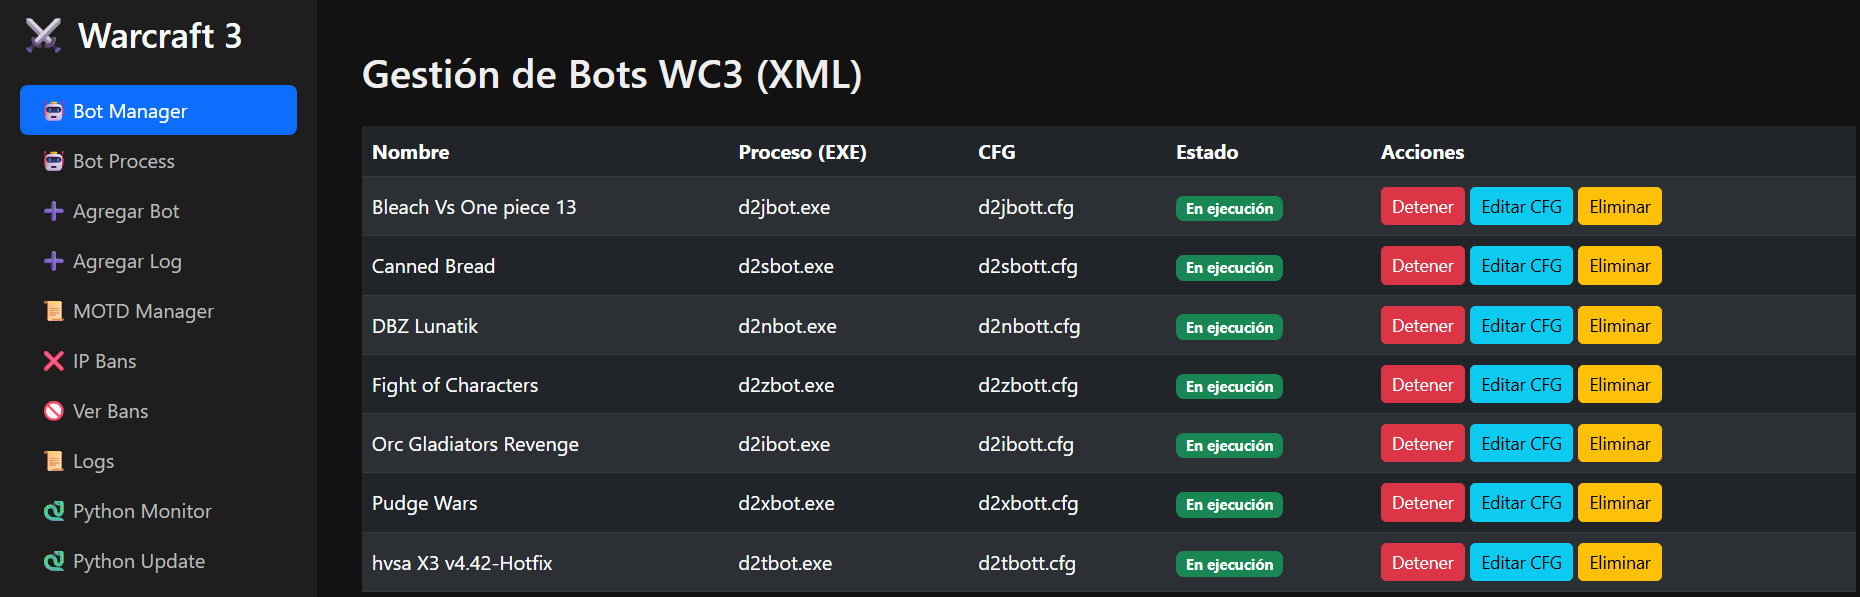 Warcraft 3
Bot Manager
Bot Process
Agregar Bot
Agregar Log
MOTD Manager
IP Bans
Ver Bans
Logs
Python Monitor
Python Update
Gestión de Bots WC3 (XML)
Nombre Proceso (EXE) CFG Estado Acciones
Bleach Vs One piece 13 d2jbot.exe d2jbott.cfg En ejecución Detener Editar CFG Eliminar
Canned Bread d2sbot.exe d2sbott.cfg En ejecución Detener Editar CFG Eliminar
DBZ Lunatik d2nbot.exe d2nbott.cfg En ejecución Detener Editar CFG Eliminar
Fight of Characters d2zbot.exe d2zbott.cfg En ejecución Detener Editar CFG Eliminar
Orc Gladiators Revenge d2ibot.exe d2ibott.cfg En ejecución Detener Editar CFG Eliminar
Pudge Wars d2xbot.exe d2xbott.cfg En ejecución Detener Editar CFG Eliminar
hvsa X3 v4.42-Hotfix d2tbot.exe d2tbott.cfg En ejecución Detener Editar CFG Eliminar